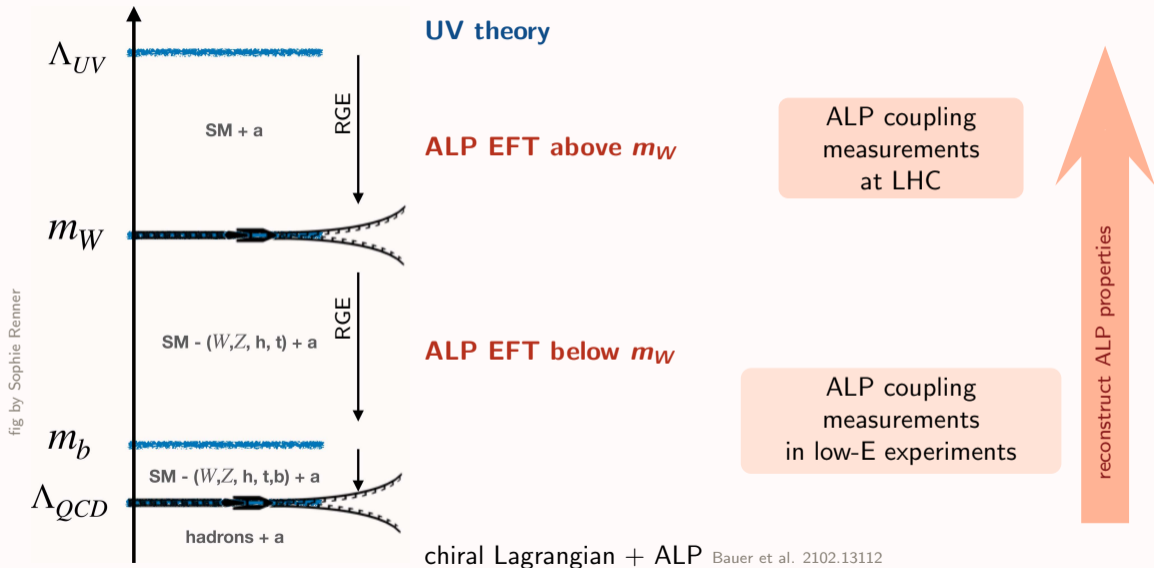 UV theory
Λ_UV
SM + a
RGE
ALP EFT above m_W
ALP coupling
measurements
at LHC
m_W
SM - (W,Z, h, t) + a
RGE
ALP EFT below m_W
ALP coupling
measurements
in low-E experiments
m_b
SM - (W,Z, h, t,b) + a
Λ_QCD
hadrons + a
chiral Lagrangian + ALP Bauer et al. 2102.13112
fig by Sophie Renner
reconstruct ALP properties